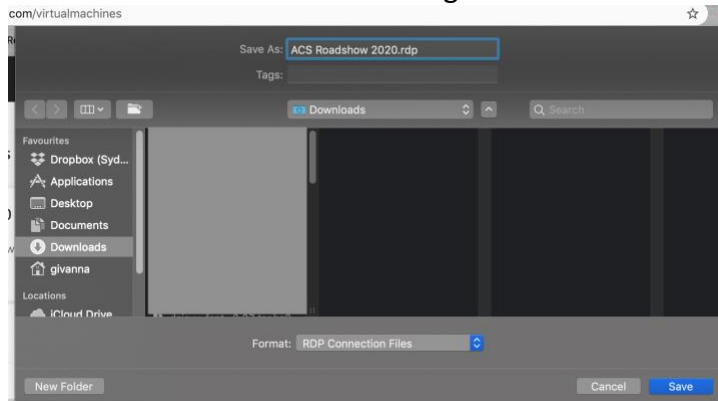 com/virtualmachines
Save As: ACS Roadshow 2020.rdp
Tags:
Downloads
Search
Favourites
Dropbox (Syd...
Applications
Desktop
Documents
Downloads
givanna
Locations
iCloud Drive
Format: RDP Connection Files
New Folder
Cancel
Save